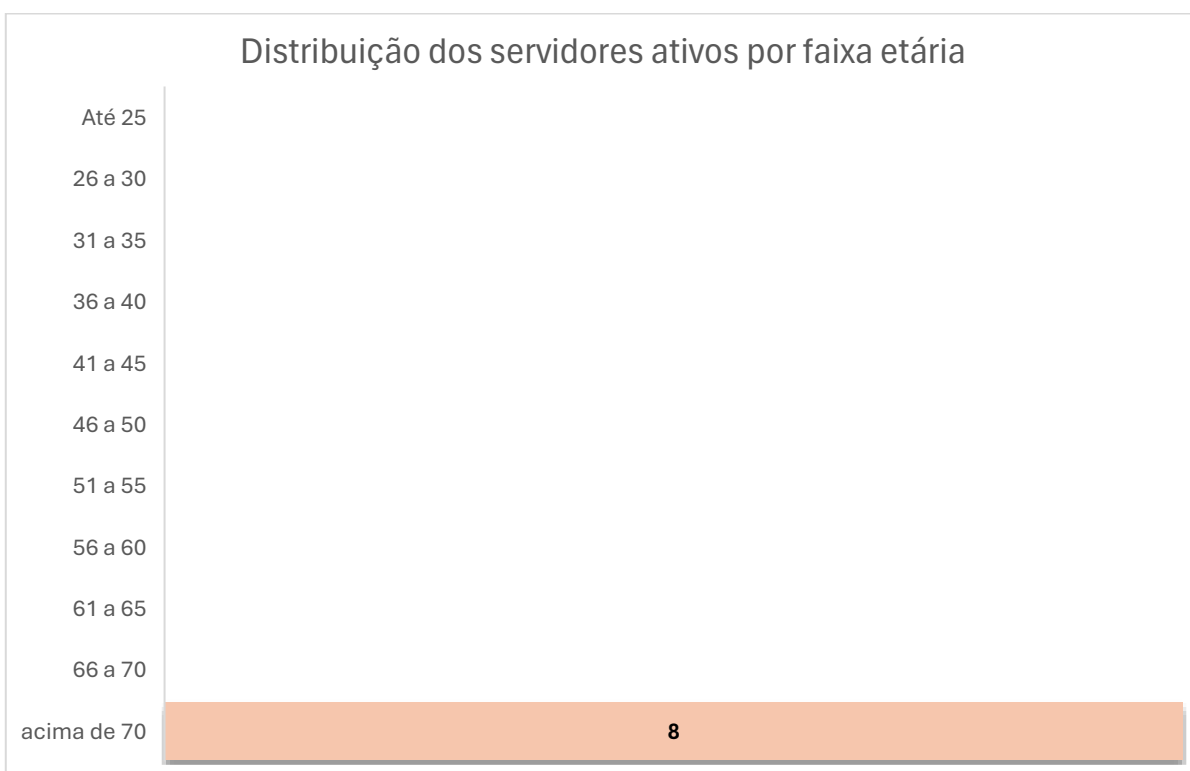 Distribuição dos servidores ativos por faixa etária
Até 25
26 a 30
31 a 35
36 a 40
41 a 45
46 a 50
51 a 55
56 a 60
61 a 65
66 a 70
acima de 70
8